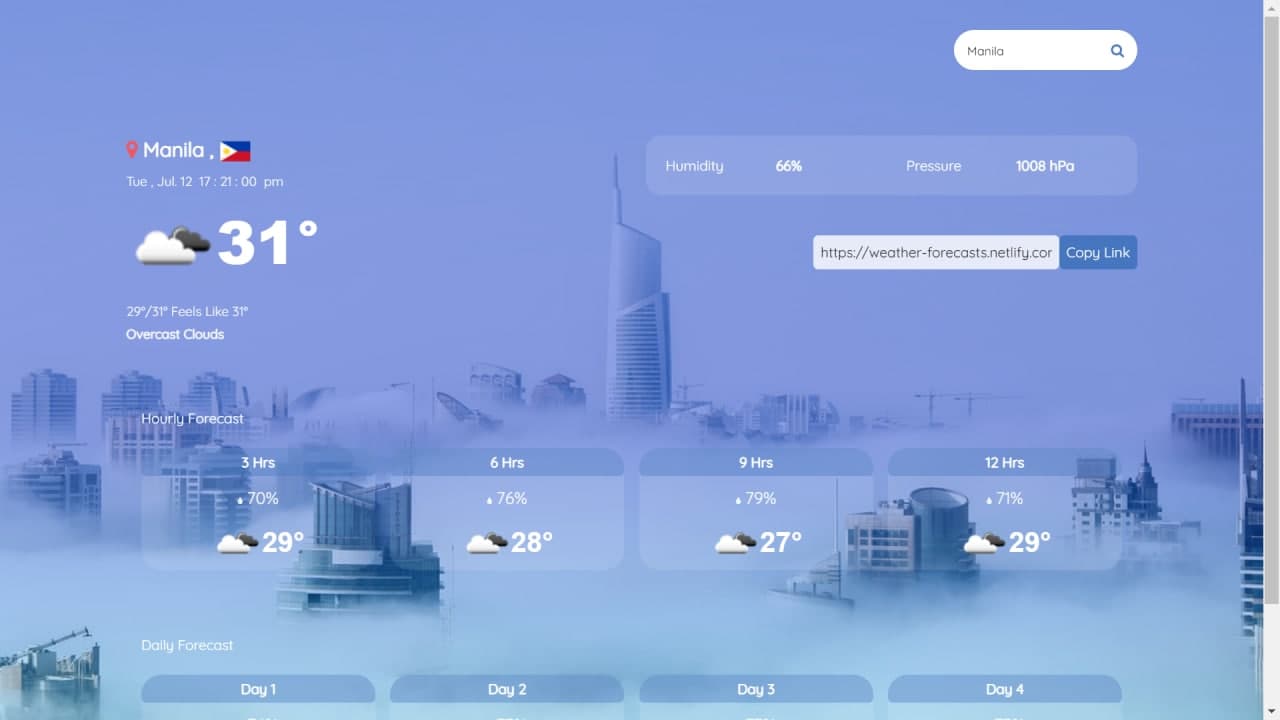 Manila
Manila ,
Tue , Jul. 12 17 : 21 : 00 pm
31°
29°/31° Feels Like 31°
Overcast Clouds
Humidity 66% Pressure 1008 hPa
https://weather-forecasts.netlify.cor
Copy Link
Hourly Forecast
3 Hrs 6 Hrs 9 Hrs 12 Hrs
70% 76% 79% 71%
29° 28° 27° 29°
Daily Forecast
Day 1 Day 2 Day 3 Day 4